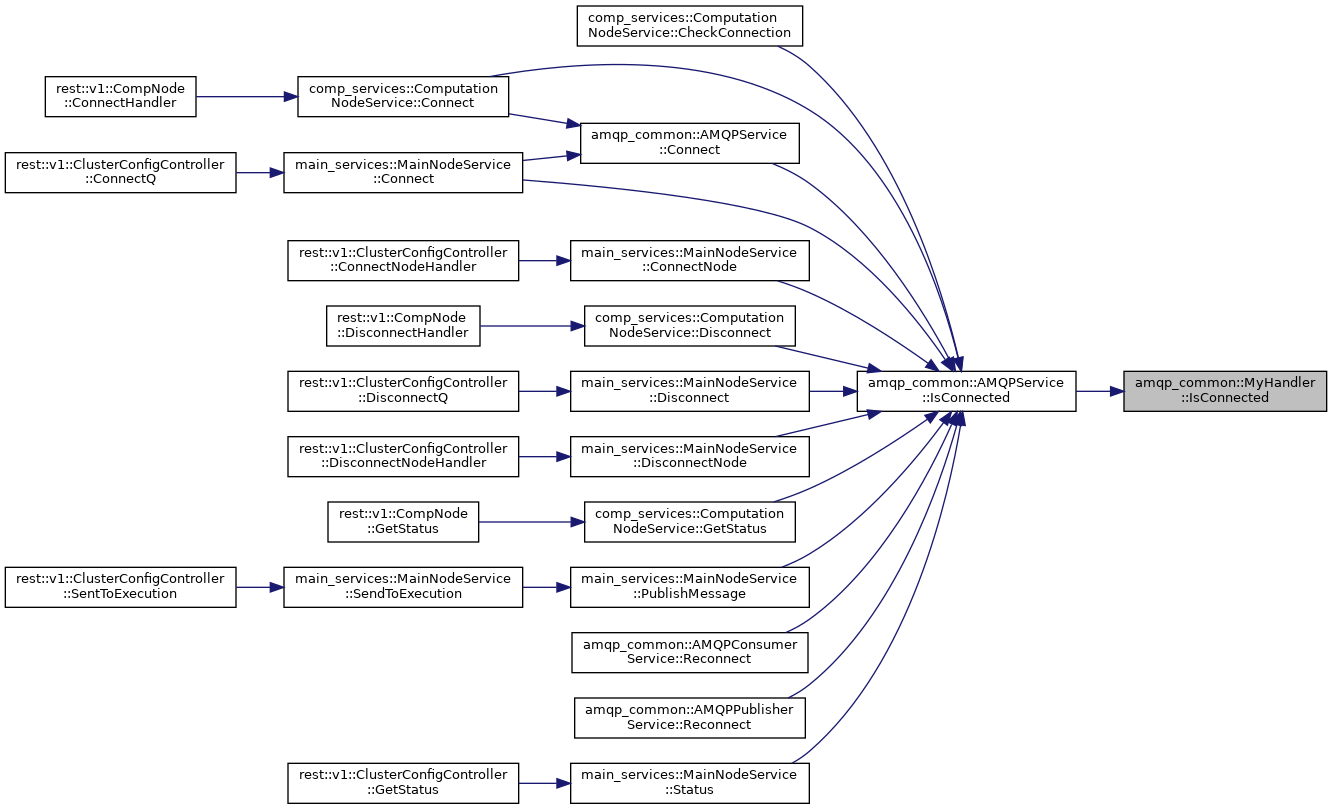 comp_services::Computation
NodeService::CheckConnection
rest::v1::CompNode
::ConnectHandler
comp_services::Computation
NodeService::Connect
amqp_common::AMQPService
::Connect
rest::v1::ClusterConfigController
::ConnectQ
main_services::MainNodeService
::Connect
rest::v1::ClusterConfigController
::ConnectNodeHandler
main_services::MainNodeService
::ConnectNode
rest::v1::CompNode
::DisconnectHandler
comp_services::Computation
NodeService::Disconnect
rest::v1::ClusterConfigController
::DisconnectQ
main_services::MainNodeService
::Disconnect
amqp_common::AMQPService
::IsConnected
amqp_common::MyHandler
::IsConnected
rest::v1::ClusterConfigController
::DisconnectNodeHandler
main_services::MainNodeService
::DisconnectNode
rest::v1::CompNode
::GetStatus
comp_services::Computation
NodeService::GetStatus
rest::v1::ClusterConfigController
::SentToExecution
main_services::MainNodeService
::SendToExecution
main_services::MainNodeService
::PublishMessage
amqp_common::AMQPConsumer
Service::Reconnect
amqp_common::AMQPPublisher
Service::Reconnect
rest::v1::ClusterConfigController
::GetStatus
main_services::MainNodeService
::Status